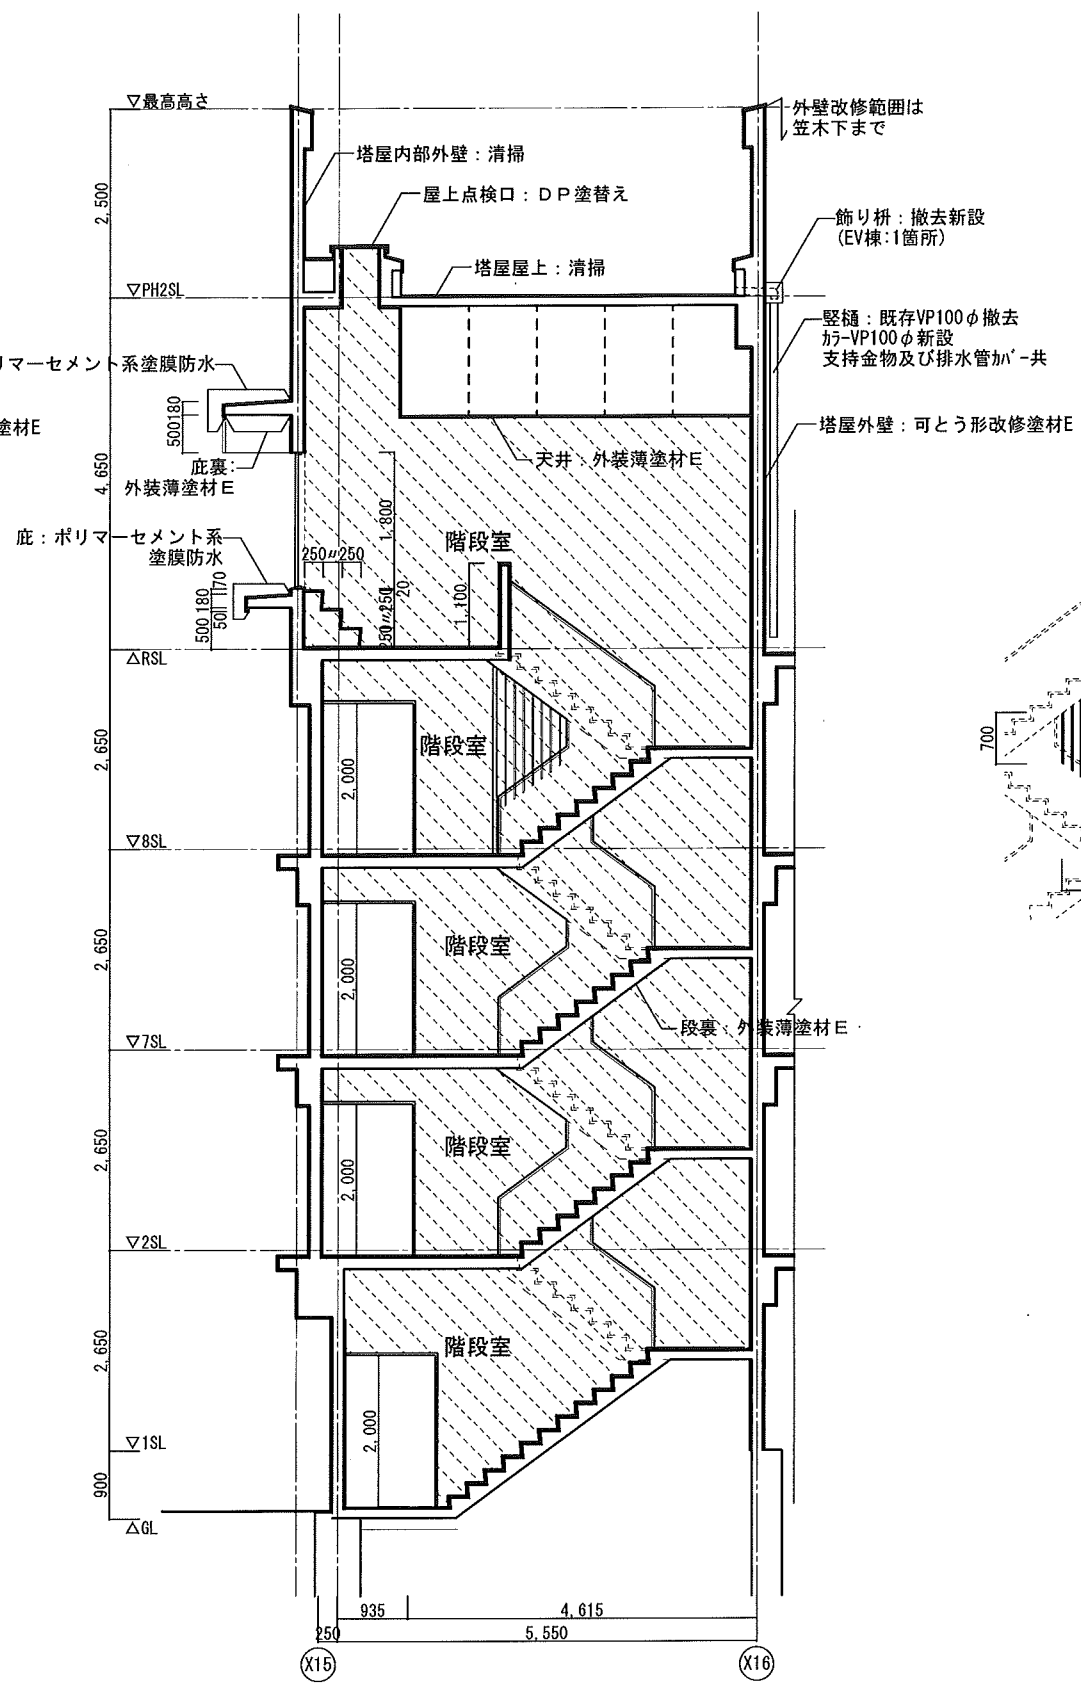 ▽最高高さ
外壁改修範囲は
笠木下まで
塔屋内部外壁：清掃
屋上点検口：ＤＰ塗替え
2,500
飾り枡：撤去新設
(EV棟:1箇所)
塔屋屋上：清掃
▽PH2SL
竪樋：既存VP100φ撤去
ｶﾗｰVP100φ新設
支持金物及び排水管ｶﾊﾞｰ共
リマーセメント系塗膜防水
500
180
塗材E
塔屋外壁：可とう形改修塗材E
4,650
庇裏：
外装薄塗材Ｅ
天井：外装薄塗材Ｅ
1,800
庇：ポリマーセメント系
塗膜防水
階段室
250〃250
500
180
50
70
250〃250
20
1,100
△RSL
2,650
階段室
2,000
700
▽8SL
2,650
階段室
2,000
段裏：外装薄塗材Ｅ
▽7SL
2,650
階段室
2,000
▽2SL
2,650
階段室
2,000
▽1SL
900
△GL
935
4,615
250
5,550
X15
X16